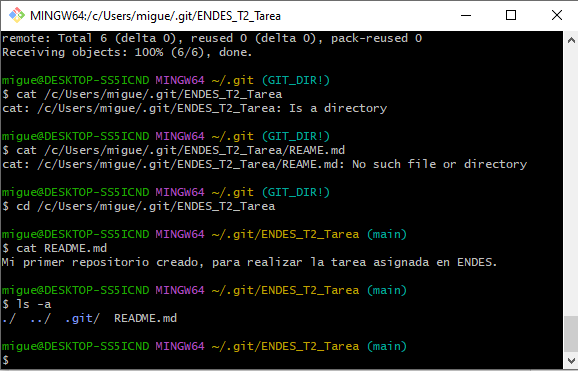 MINGW64:/c/Users/migue/.git/ENDES_T2_Tarea
remote: Total 6 (delta 0), reused 0 (delta 0), pack-reused 0
Receiving objects: 100% (6/6), done.
migue@DESKTOP-SS5ICND MINGW64 ~/.git (GIT_DIR!)
$ cat /c/Users/migue/.git/ENDES_T2_Tarea
cat: /c/Users/migue/.git/ENDES_T2_Tarea: Is a directory
migue@DESKTOP-SS5ICND MINGW64 ~/.git (GIT_DIR!)
$ cat /c/Users/migue/.git/ENDES_T2_Tarea/REAME.md
cat: /c/Users/migue/.git/ENDES_T2_Tarea/REAME.md: No such file or directory
migue@DESKTOP-SS5ICND MINGW64 ~/.git (GIT_DIR!)
$ cd /c/Users/migue/.git/ENDES_T2_Tarea
migue@DESKTOP-SS5ICND MINGW64 ~/.git/ENDES_T2_Tarea (main)
$ cat README.md
Mi primer repositorio creado, para realizar la tarea asignada en ENDES.
migue@DESKTOP-SS5ICND MINGW64 ~/.git/ENDES_T2_Tarea (main)
$ ls -a
./  ../  .git/  README.md
migue@DESKTOP-SS5ICND MINGW64 ~/.git/ENDES_T2_Tarea (main)
$